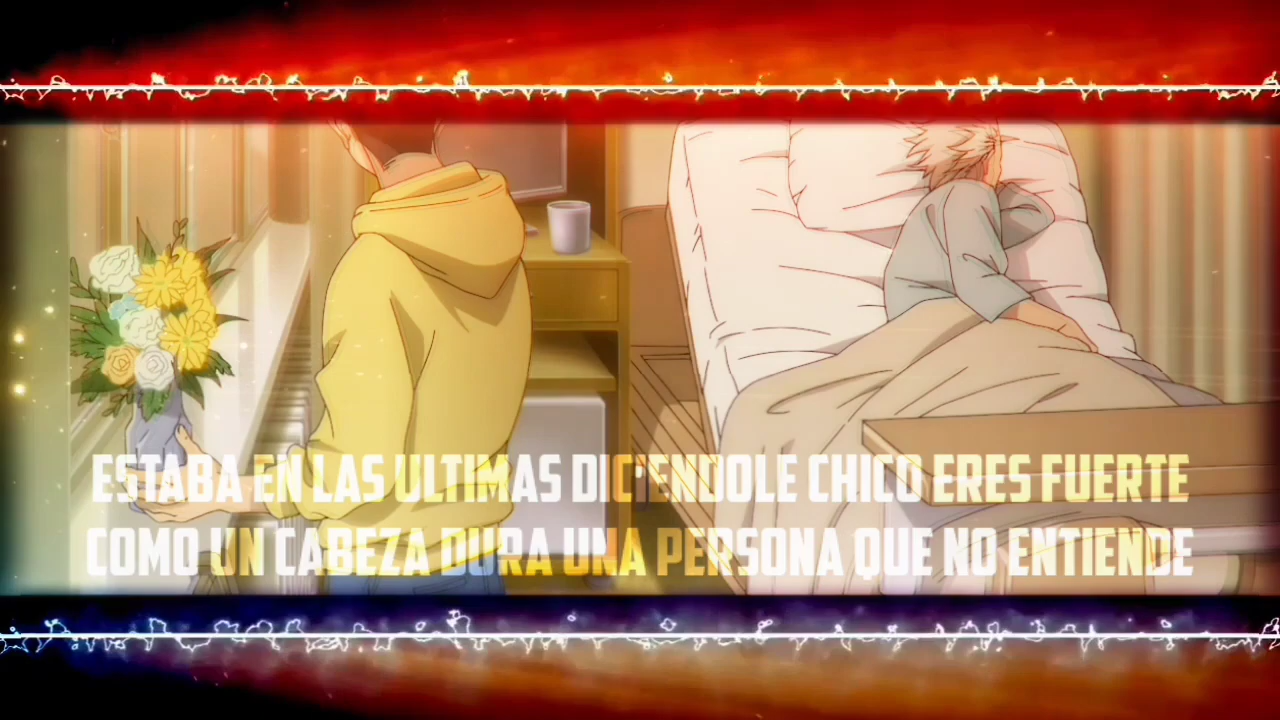 ESTABA EN LAS ULTIMAS DICIENDOLE CHICO ERES FUERTE
COMO UN CABEZA DURA UNA PERSONA QUE NO ENTIENDE